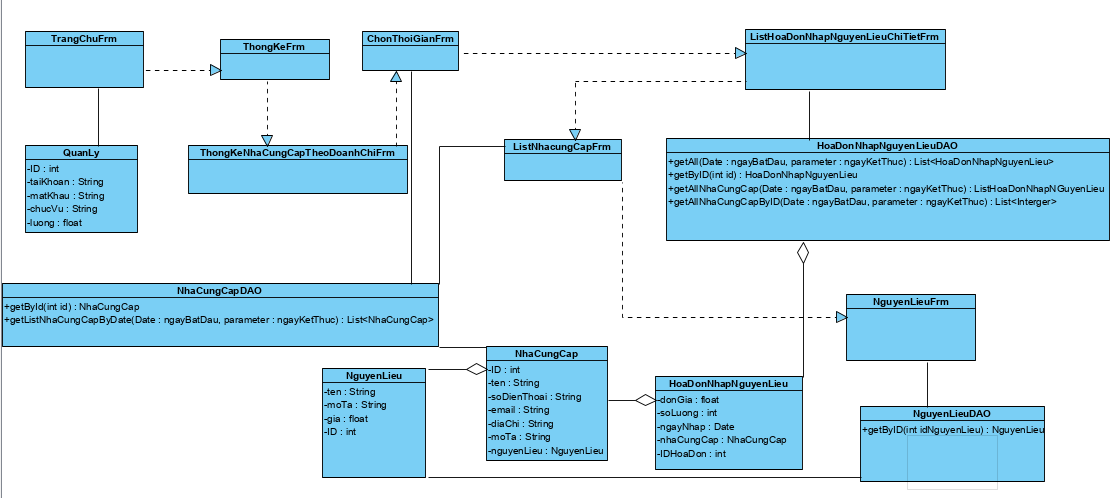 TrangChuFrm
ThongKeFrm
ChonThoiGianFrm
ListHoaDonNhapNguyenLieuChiTietFrm
QuanLy
-ID : int
-taiKhoan : String
-matKhau : String
-chucVu : String
-luong : float
ThongKeNhaCungCapTheoDoanhChiFrm
ListNhacungCapFrm
HoaDonNhapNguyenLieuDAO
+getAll(Date : ngayBatDau, parameter : ngayKetThuc) : List<HoaDonNhapNguyenLieu>
+getByID(int id) : HoaDonNhapNguyenLieu
+getAllNhaCungCap(Date : ngayBatDau, parameter : ngayKetThuc) : ListHoaDonNhapNGuyenLieu
+getAllNhaCungCapByID(Date : ngayBatDau, parameter : ngayKetThuc) : List<Interger>
NhaCungCapDAO
+getById(int id) : NhaCungCap
+getListNhaCungCapByDate(Date : ngayBatDau, parameter : ngayKetThuc) : List<NhaCungCap>
NguyenLieuFrm
NguyenLieu
-ten : String
-moTa : String
-gia : float
-ID : int
NhaCungCap
-ID : int
-ten : String
-soDienThoai : String
-email : String
-diaChi : String
-moTa : String
-nguyenLieu : NguyenLieu
HoaDonNhapNguyenLieu
-donGia : float
-soLuong : int
-ngayNhap : Date
-nhaCungCap : NhaCungCap
-IDHoaDon : int
NguyenLieuDAO
+getByID(int idNguyenLieu) : NguyenLieu